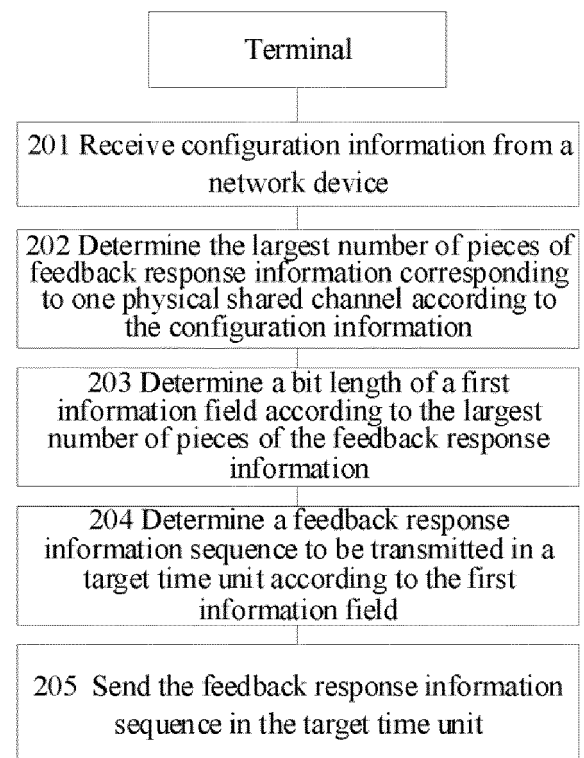 Terminal
201 Receive configuration information from a
network device
202 Determine the largest number of pieces of
feedback response information corresponding
to one physical shared channel according to
the configuration information
203 Determine a bit length of a first
information field according to the largest
number of pieces of the feedback response
information
204 Determine a feedback response
information sequence to be transmitted in a
target time unit according to the first
information field
205 Send the feedback response information
sequence in the target time unit